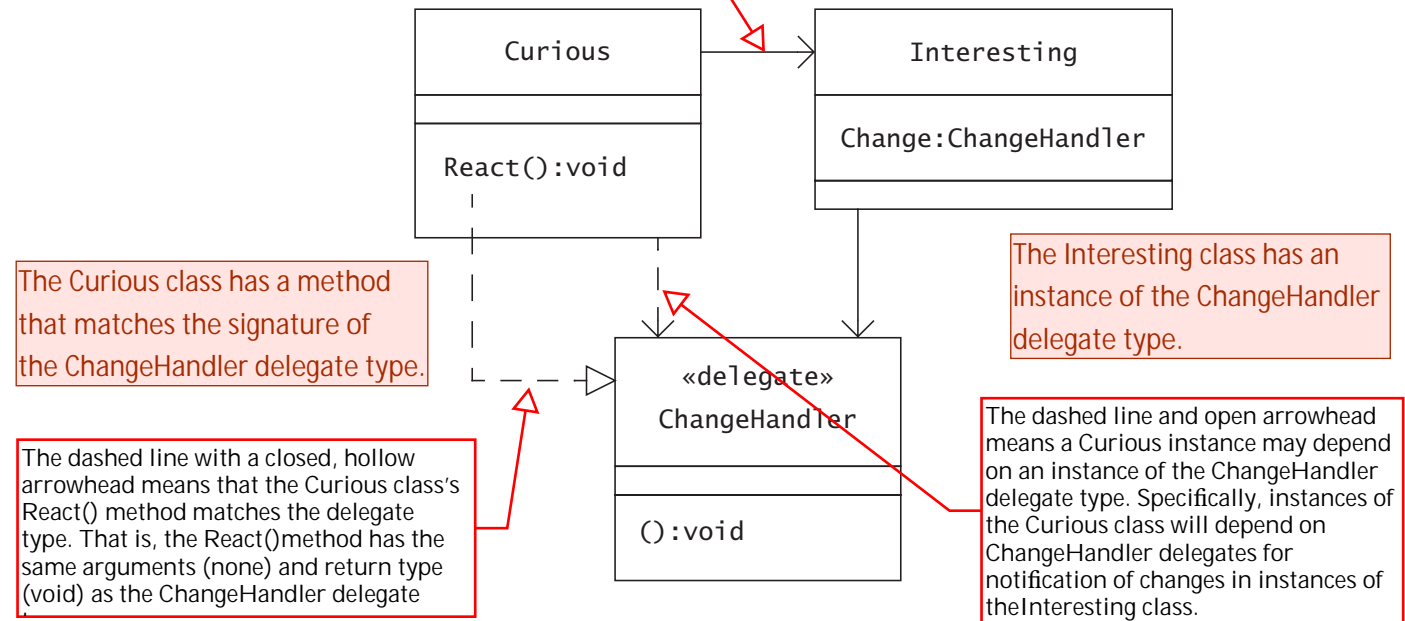 Curious
Interesting
Change:ChangeHandler
React():void
The Curious class has a method
that matches the signature of
the ChangeHandler delegate type.
The Interesting class has an
instance of the ChangeHandler
delegate type.
«delegate»
ChangeHandler
():void
The dashed line with a closed, hollow
arrowhead means that the Curious class's
React() method matches the delegate
type. That is, the React()method has the
same arguments (none) and return type
(void) as the ChangeHandler delegate
The dashed line and open arrowhead
means a Curious instance may depend
on an instance of the ChangeHandler
delegate type. Specifically, instances of
the Curious class will depend on
ChangeHandler delegates for
notification of changes in instances of
theInteresting class.